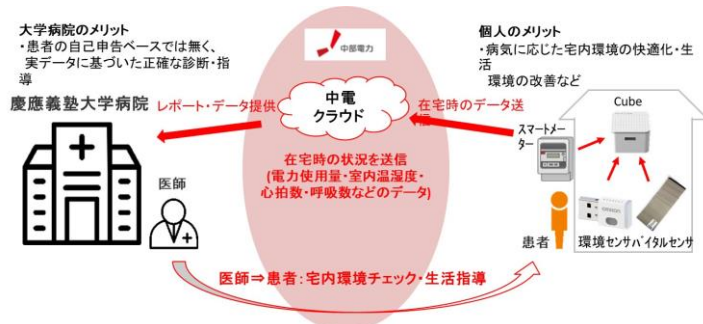 大学病院のメリット
・患者の自己申告ベースでは無く、
実データに基づいた正確な診断・指
導
慶應義塾大学病院
医師
レポート・データ提供
中部電力
中電
クラウド
在宅時のデータ送
在宅時の状況を送信
(電力使用量・室内温湿度・
心拍数・呼吸数などのデータ)
個人のメリット
・病気に応じた宅内環境の快適化・生
活
環境の改善など
Cube
スマートメ
ーター
患者
環境センサ
バイタルセンサ
医師⇒患者:宅内環境チェック・生活指導